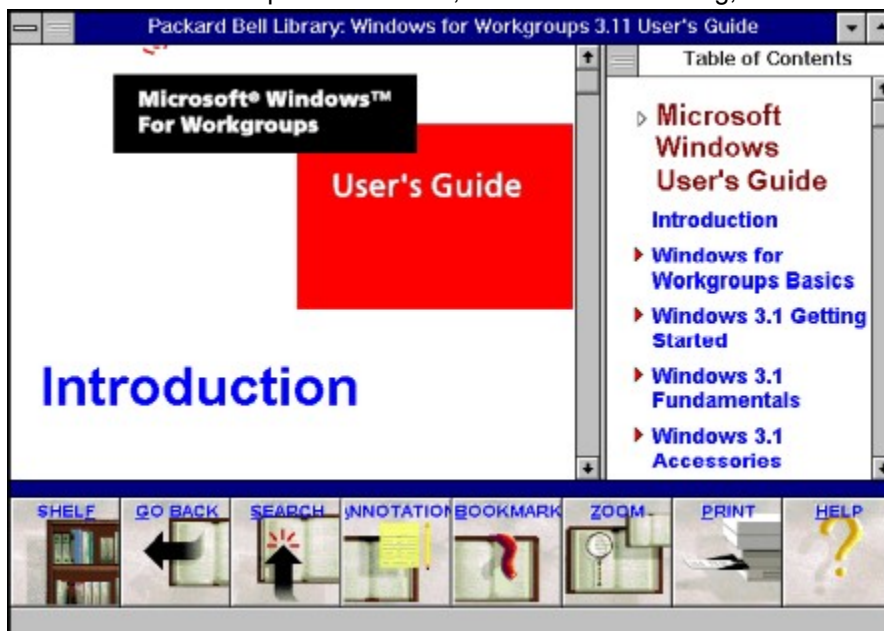 Packard Bell Library: Windows for Workgroups 3.11 User's Guide
Microsoft® Windows™
For Workgroups
User's Guide
Introduction
Table of Contents
Microsoft
Windows
User's Guide
Introduction
Windows for
Workgroups Basics
Windows 3.1 Getting
Started
Windows 3.1
Fundamentals
Windows 3.1
Accessories
SHELF
GO BACK
SEARCH
NNOTATION
BOOKMARK
ZOOM
PRINT
HELP